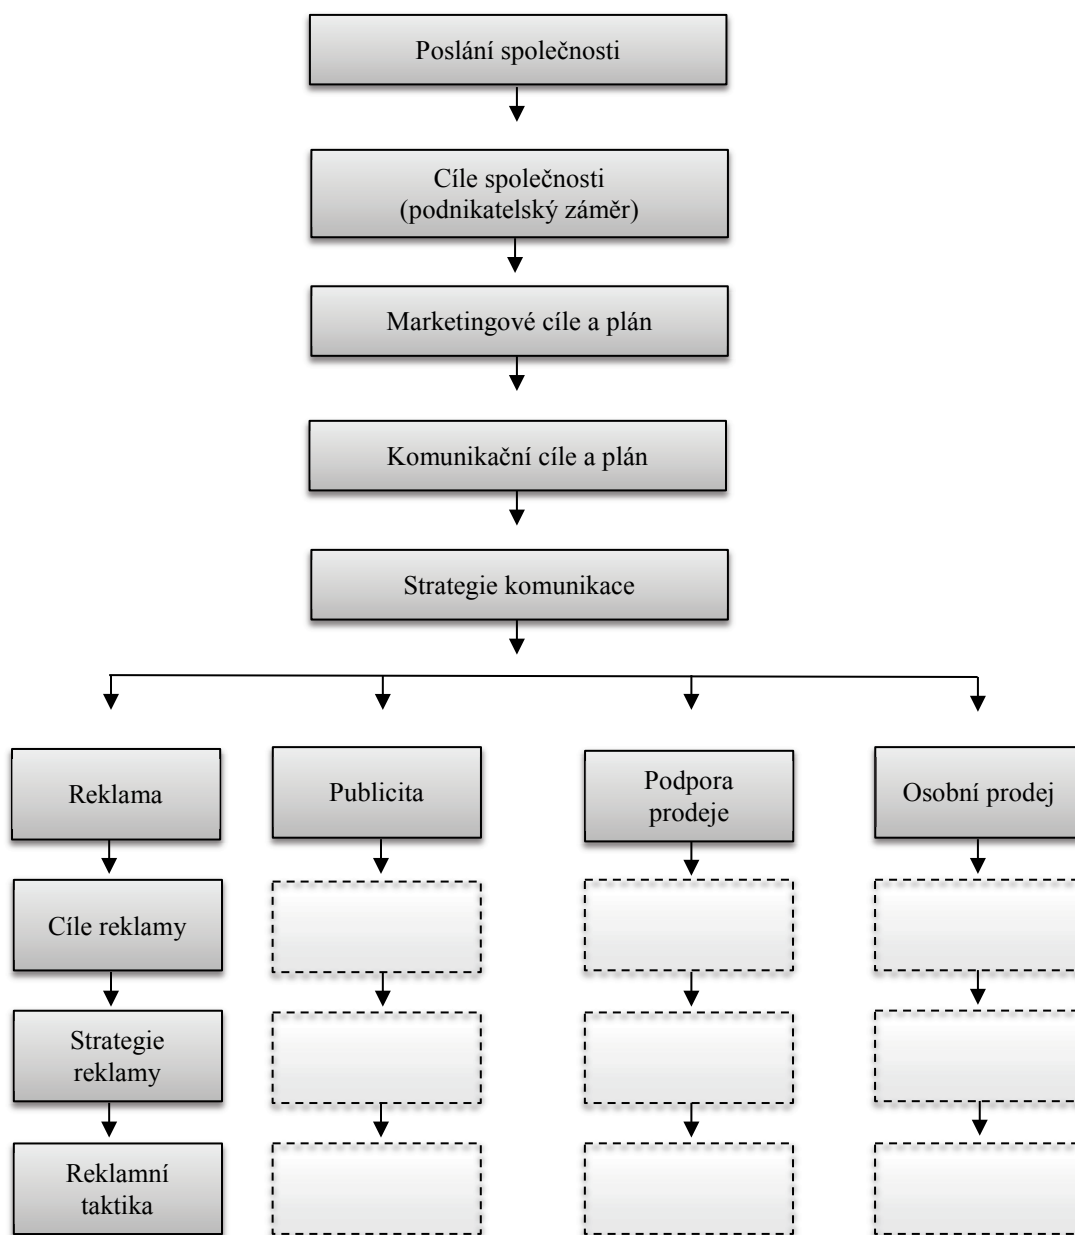 Poslání společnosti
Cíle společnosti
(podnikatelský záměr)
Marketingové cíle a plán
Komunikační cíle a plán
Strategie komunikace
Reklama
Publicita
Podpora
prodeje
Osobní prodej
Cíle reklamy
Strategie
reklamy
Reklamní
taktika